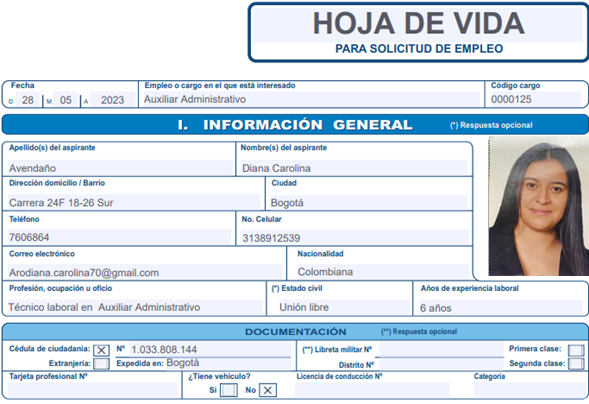 HOJA DE VIDA
PARA SOLICITUD DE EMPLEO
Fecha Empleo o cargo en el que está interesado Código cargo
D 28 M 05 A 2023 Auxiliar Administrativo 0000125
I. INFORMACIÓN GENERAL (*) Respuesta opcional
Apellido(s) del aspirante Nombre(s) del aspirante
Avendaño Diana Carolina
Dirección domicilio / Barrio Ciudad
Carrera 24F 18-26 Sur Bogotá
Teléfono No. Celular
7606864 3138912539
Correo electrónico Nacionalidad
Arodiana.carolina70@gmail.com Colombiana
Profesión, ocupación u oficio (*) Estado civil Años de experiencia laboral
Técnico laboral en Auxiliar Administrativo Unión libre 6 años
DOCUMENTACIÓN (**) Respuesta opcional
Cédula de ciudadanía: X Nº 1.033.808.144 (**) Libreta militar Nº Primera clase:
Extranjería: Expedida en: Bogotà Distrito Nº Segunda clase:
Tarjeta profesional Nº ¿Tiene vehículo? Licencia de conducción Nº Categoría
Si No X